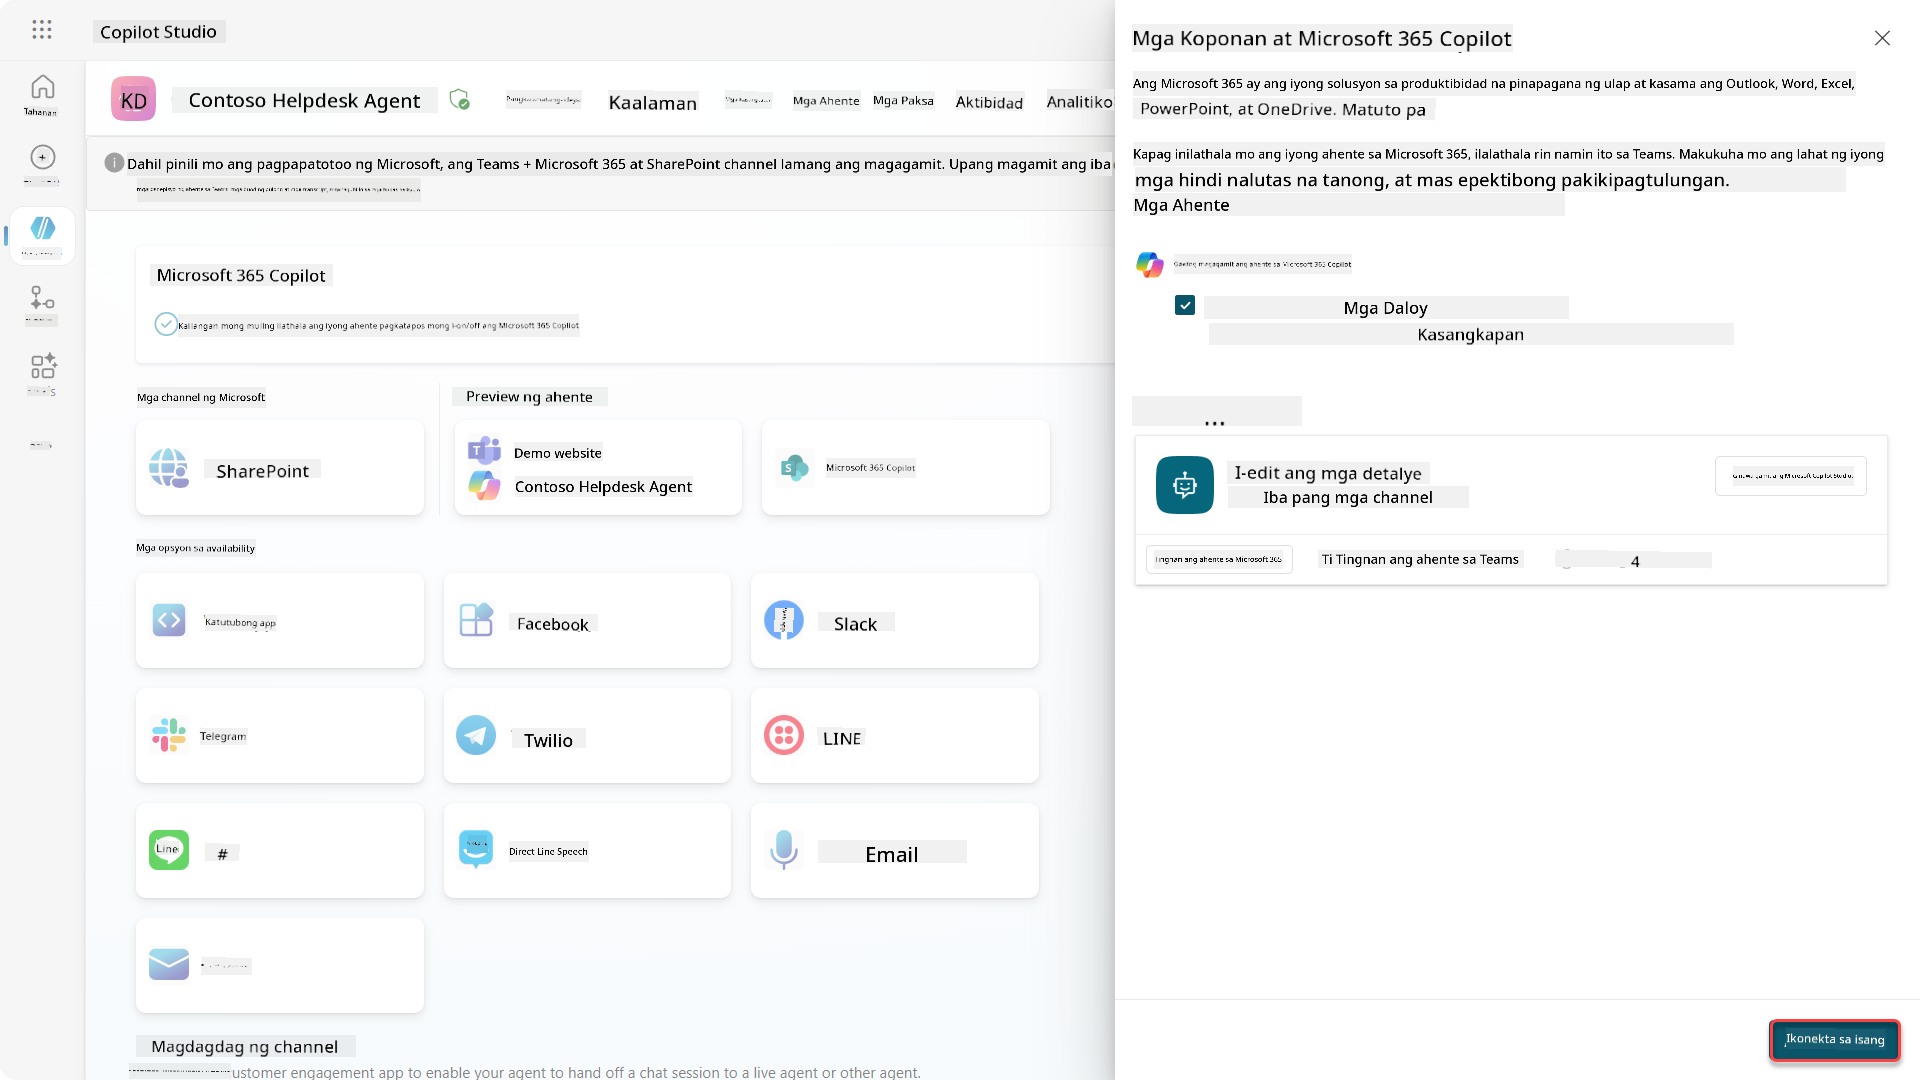 Copilot Studio
Tahanan
KD
Contoso Helpdesk Agent
Kaalaman
Mga Ahente
Mga Paksa
Aktibidad
Analitiko
Dahil pinili mo ang pagpapatotoo ng Microsoft, ang Teams + Microsoft 365 at SharePoint channel lamang ang magagamit. Upang magamit ang iba
Microsoft 365 Copilot
Kailangan mong muling ilathala ang iyong ahente pagkatapos mong i-on/off ang Microsoft 365 Copilot
Mga channel ng Microsoft
Preview ng ahente
SharePoint
Demo website
Contoso Helpdesk Agent
Microsoft 365 Copilot
Mga opsyon sa availability
Katutubong app
Facebook
Slack
Telegram
Twilio
LINE
Line
#
Direct Line Speech
Email
Magdagdag ng channel
ustomer engagement app to enable your agent to hand off a chat session to a live agent or other agent.
Mga Koponan at Microsoft 365 Copilot
Ang Microsoft 365 ay ang iyong solusyon sa produktibidad na pinapagana ng ulap at kasama ang Outlook, Word, Excel,
PowerPoint, at OneDrive. Matuto pa
Kapag inilathala mo ang iyong ahente sa Microsoft 365, ilalathala rin namin ito sa Teams. Makukuha mo ang lahat ng iyong
mga hindi nalutas na tanong, at mas epektibong pakikipagtulungan.
Mga Ahente
Gawing magagamit ang ahente sa Microsoft 365 Copilot
Mga Daloy
Kasangkapan
...
I-edit ang mga detalye
Iba pang mga channel
Ginawa gamit ang Microsoft Copilot Studio
Tingnan ang ahente sa Microsoft 365
Ti Tingnan ang ahente sa Teams
4
Ikonekta sa isang